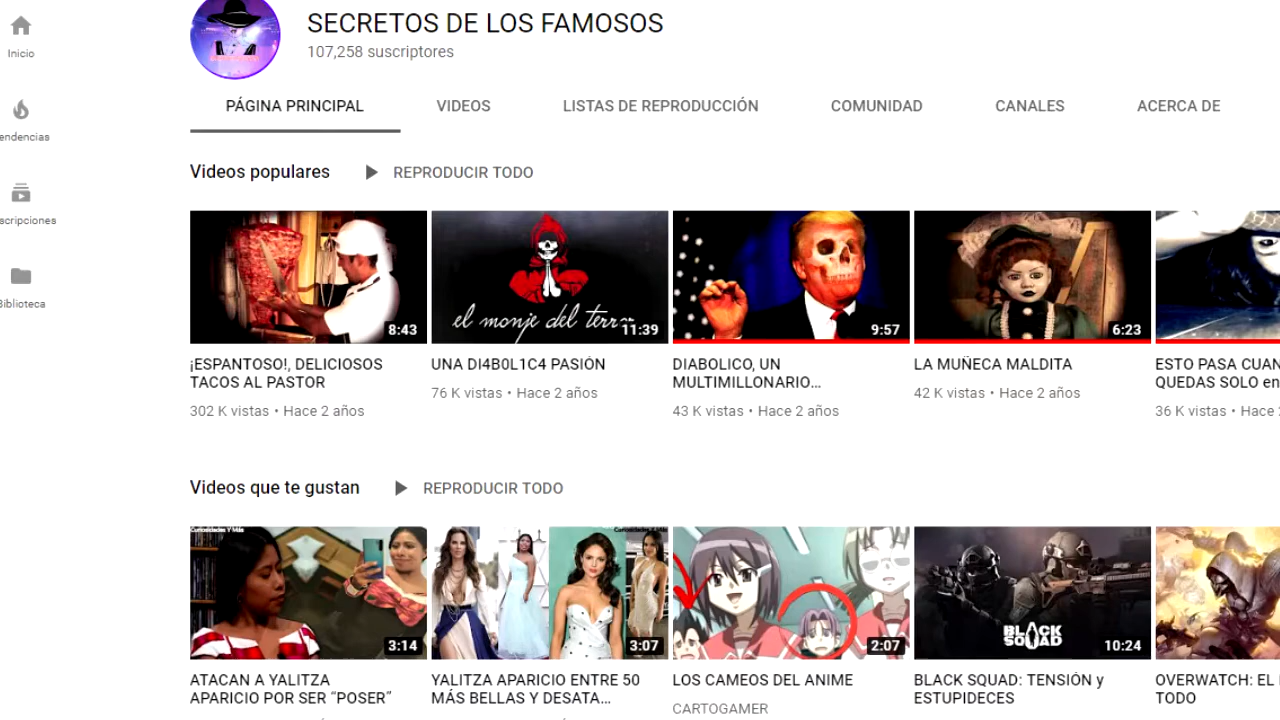 SECRETOS DE LOS FAMOSOS
107,258 suscriptores
Inicio
endencias
scripciones
Biblioteca
PÁGINA PRINCIPAL VIDEOS LISTAS DE REPRODUCCIÓN COMUNIDAD CANALES ACERCA DE
Videos populares REPRODUCIR TODO
el monje del terror
8:43 11:39 9:57 6:23
¡ESPANTOSO!, DELICIOSOS
TACOS AL PASTOR
302 K vistas • Hace 2 años
UNA DI4B0L1C4 PASIÓN
76 K vistas • Hace 2 años
DIABOLICO, UN
MULTIMILLONARIO...
43 K vistas • Hace 2 años
LA MUÑECA MALDITA
42 K vistas • Hace 2 años
ESTO PASA CUAN
QUEDAS SOLO en
36 K vistas • Hace
Videos que te gustan REPRODUCIR TODO
Curiosidades Y Más
Curiosidades Y Más
BLACK
SQUAD
3:14 3:07 2:07 10:24
ATACAN A YALITZA
APARICIO POR SER “POSER”
YALITZA APARICIO ENTRE 50
MÁS BELLAS Y DESATA...
LOS CAMEOS DEL ANIME
CARTOGAMER
BLACK SQUAD: TENSIÓN y
ESTUPIDECES
OVERWATCH: EL
TODO